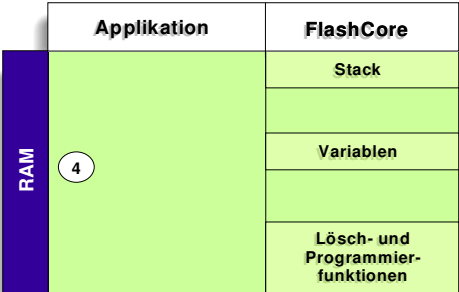 Applikation
FlashCore
RAM
4
Stack
Variablen
Lösch- und
Programmier-
funktionen